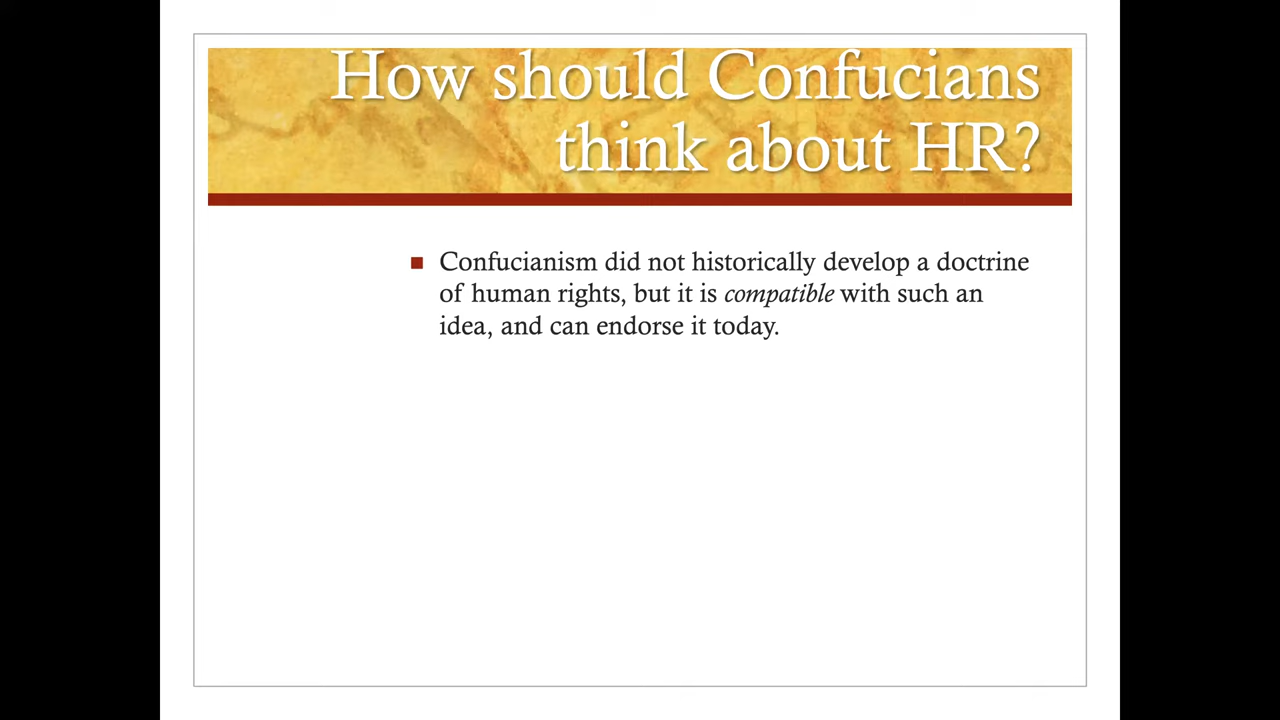 How should Confucians
think about HR?
Confucianism did not historically develop a doctrine
of human rights, but it is compatible with such an
idea, and can endorse it today.